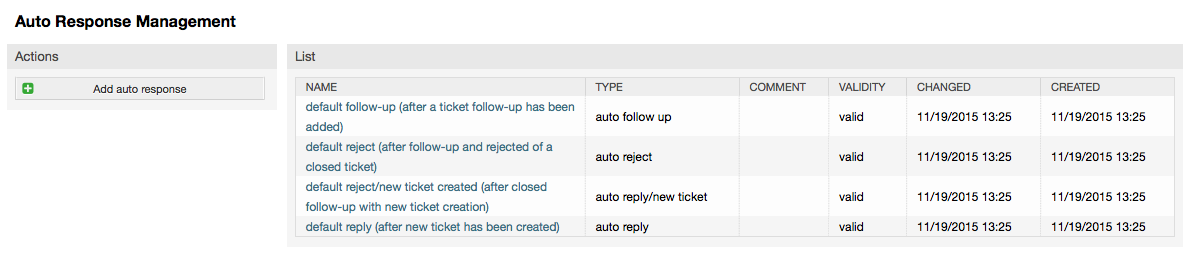 Auto Response Management
Actions
Add auto response
List
NAME TYPE COMMENT VALIDITY CHANGED CREATED
default follow-up (after a ticket follow-up has been
added) auto follow up valid 11/19/2015 13:25 11/19/2015 13:25
default reject (after follow-up and rejected of a
closed ticket) auto reject valid 11/19/2015 13:25 11/19/2015 13:25
default reject/new ticket created (after closed
follow-up with new ticket creation) auto reply/new ticket valid 11/19/2015 13:25 11/19/2015 13:25
default reply (after new ticket has been created) auto reply valid 11/19/2015 13:25 11/19/2015 13:25